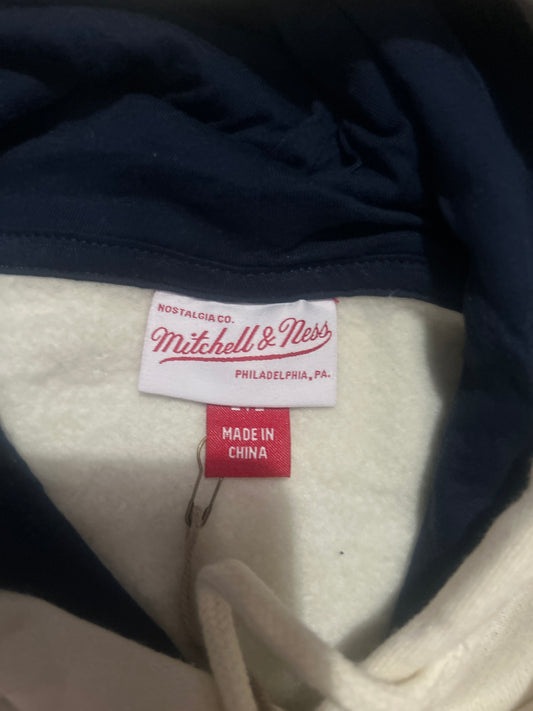 NOSTALGIA CO.
Mitchell & Ness
PHILADELPHIA, PA.
MADE IN
CHINA